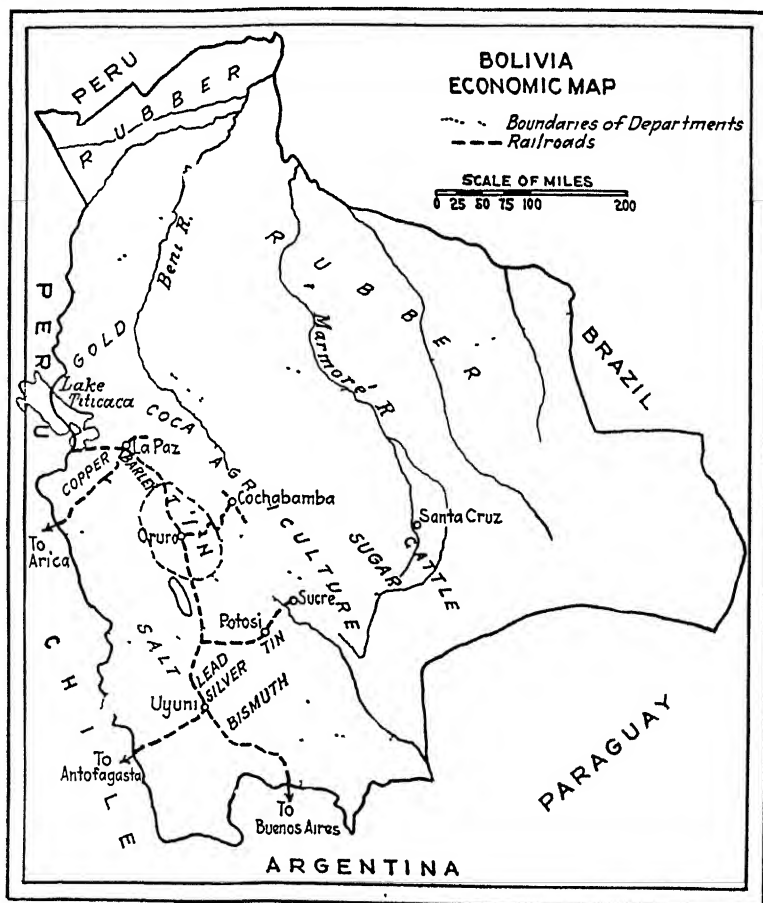 BOLIVIA
ECONOMIC MAP
Boundaries of Departments
Railroads
SCALE OF MILES
0 25 50 75 100 200
PERU
RUBBER
Beni R.
RUBBER
Marmoré R
BRAZIL
PERU
GOLD
Lake
Titicaca
COCA
La Paz
COPPER
BARLEY
AGRICULTURE
TIN
Cochabamba
Oruro
To
Arica
Santa Cruz
SUGAR
CATTLE
Sucre
Potosi
TIN
SALT
LEAD
SILVER
BISMUTH
Uyuni
CHILE
To
Antofagasta
To
Buenos Aires
PARAGUAY
ARGENTINA